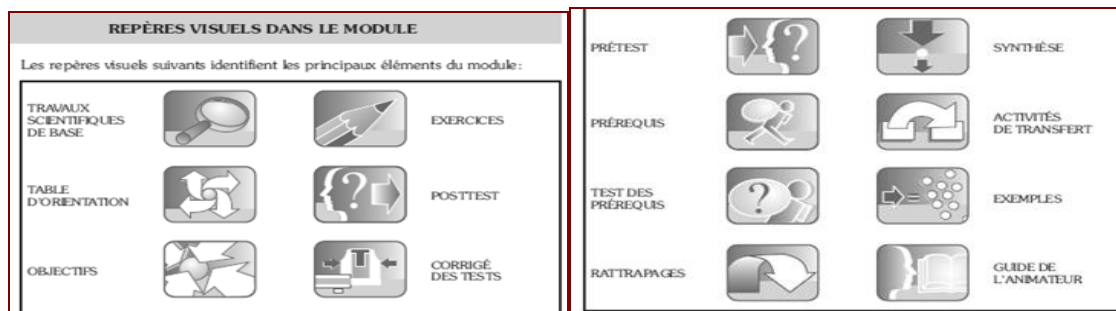 REPÈRES VISUELS DANS LE MODULE
Les repères visuels suivants identifient les principaux éléments du module:
TRAVAUX
SCIENTIFIQUES
DE BASE
EXERCICES
TABLE
D'ORIENTATION
?
POSTTEST
OBJECTIFS
T
CORRIGÉ
DES TESTS
PRÉTEST
?
SYNTHÈSE
PRÉREQUIS
ACTIVITÉS
DE TRANSFERT
TEST DES
PRÉREQUIS
?
=
EXEMPLES
RATTRAPAGES
GUIDE DE
L'ANIMATEUR